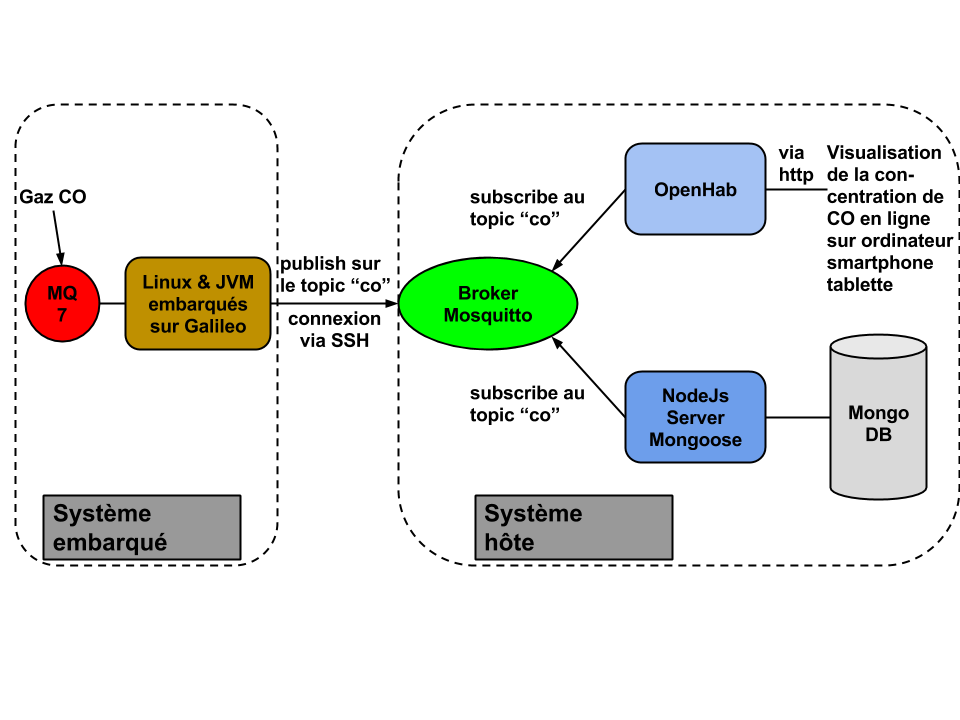 Gaz CO
MQ
7
Linux & JVM
embarqués
sur Galileo
publish sur
le topic “co”
connexion
via SSH
Broker
Mosquitto
subscribe au
topic “co”
OpenHab
via
http
Visualisation
de la con-
centration de
CO en ligne
sur ordinateur
smartphone
tablette
subscribe au
topic “co”
NodeJs
Server
Mongoose
Mongo
DB
Système
embarqué
Système
hôte